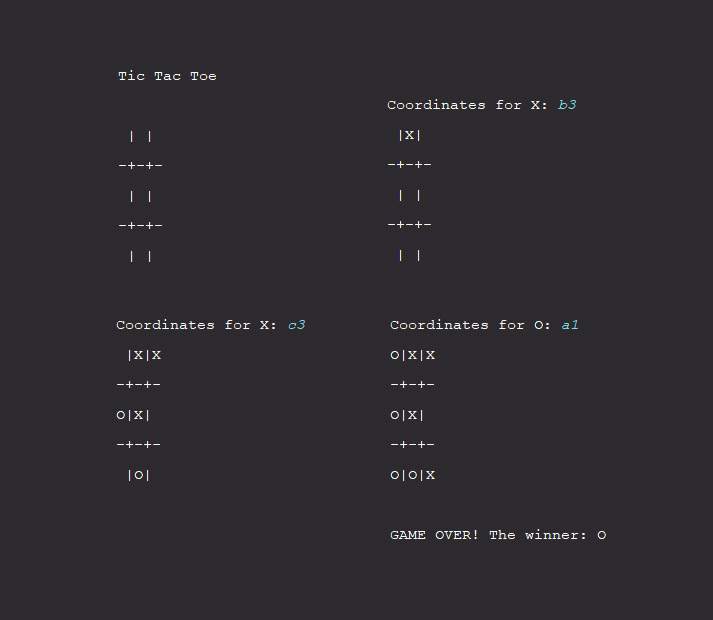 Tic Tac Toe
 | |
-+-+-
 | |
-+-+-
 | |
Coordinates for X: b3
 |X|
-+-+-
 | |
-+-+-
 | |
Coordinates for X: c3
 |X|X
-+-+-
O|X|
-+-+-
 |O|
Coordinates for O: a1
O|X|X
-+-+-
O|X|
-+-+-
O|O|X
GAME OVER! The winner: O